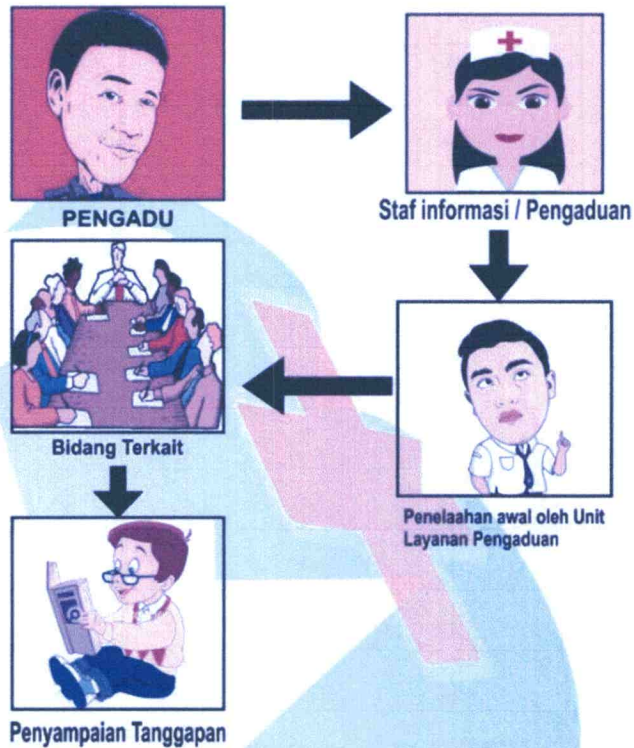 PENGADU
Staf informasi / Pengaduan
Penelaahan awal oleh Unit
Layanan Pengaduan
Bidang Terkait
Penyampaian Tanggapan